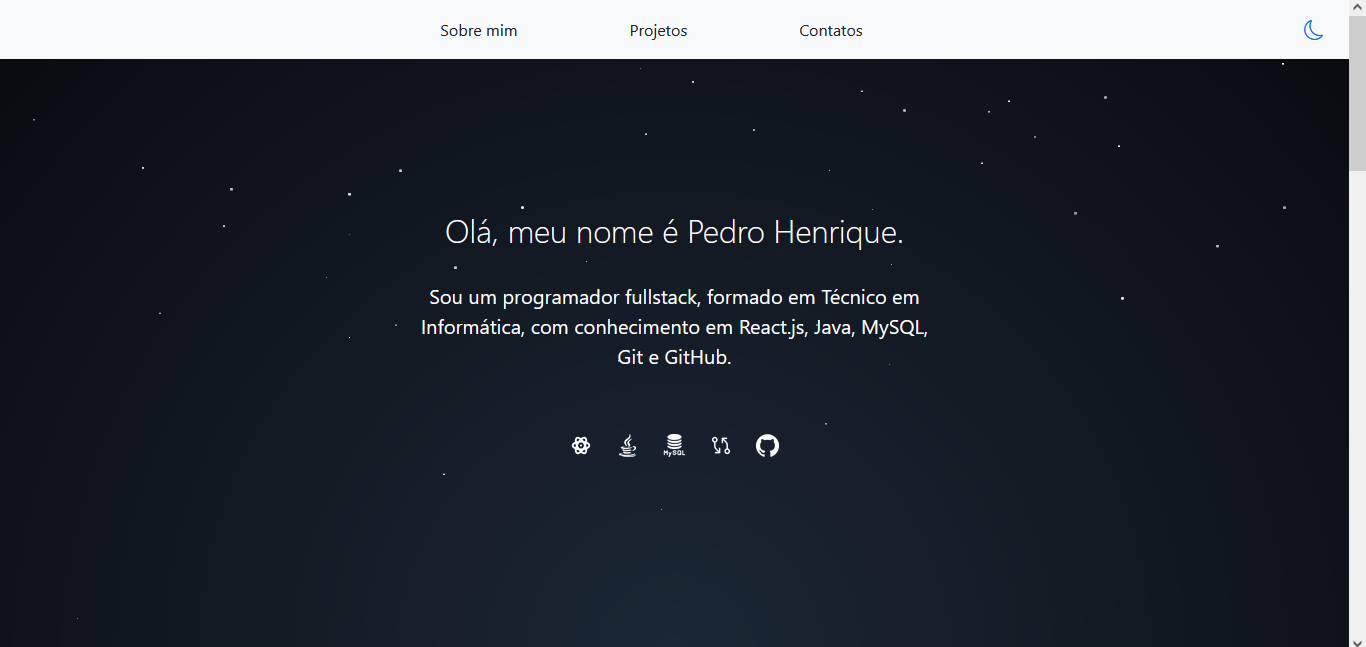 Sobre mim
Projetos
Contatos
Olá, meu nome é Pedro Henrique.
Sou um programador fullstack, formado em Técnico em
Informática, com conhecimento em React.js, Java, MySQL,
Git e GitHub.
MySQL